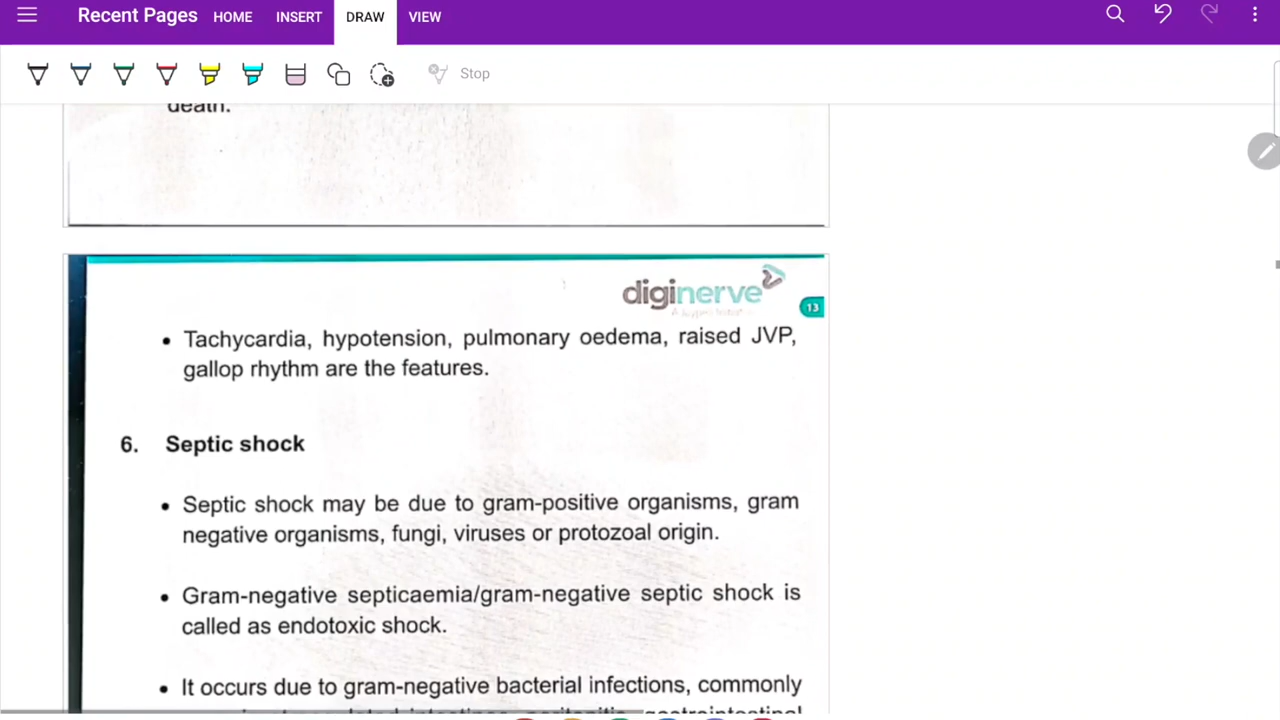 Recent Pages HOME INSERT DRAW VIEW
Stop
death.
diginerve
13
• Tachycardia, hypotension, pulmonary oedema, raised JVP,
gallop rhythm are the features.
6. Septic shock
• Septic shock may be due to gram-positive organisms, gram
negative organisms, fungi, viruses or protozoal origin.
• Gram-negative septicaemia/gram-negative septic shock is
called as endotoxic shock.
• It occurs due to gram-negative bacterial infections, commonly